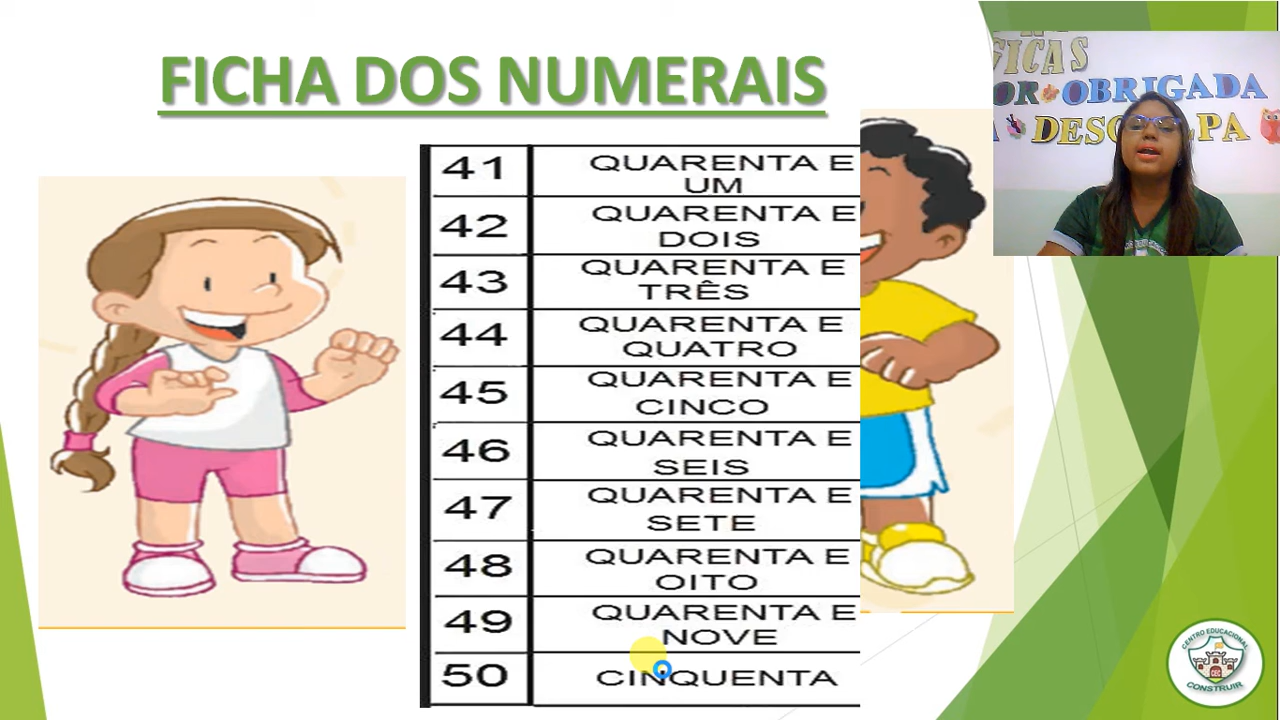 FICHA DOS NUMERAIS
41 QUARENTA E
UM
42 QUARENTA E
DOIS
43 QUARENTA E
TRÊS
44 QUARENTA E
QUATRO
45 QUARENTA E
CINCO
46 QUARENTA E
SEIS
47 QUARENTA E
SETE
48 QUARENTA E
OITO
49 QUARENTA E
NOVE
50 CINQUENTA
OBRIGADA
CENTRO EDUCACIONAL
CEC
CONSTRUIR